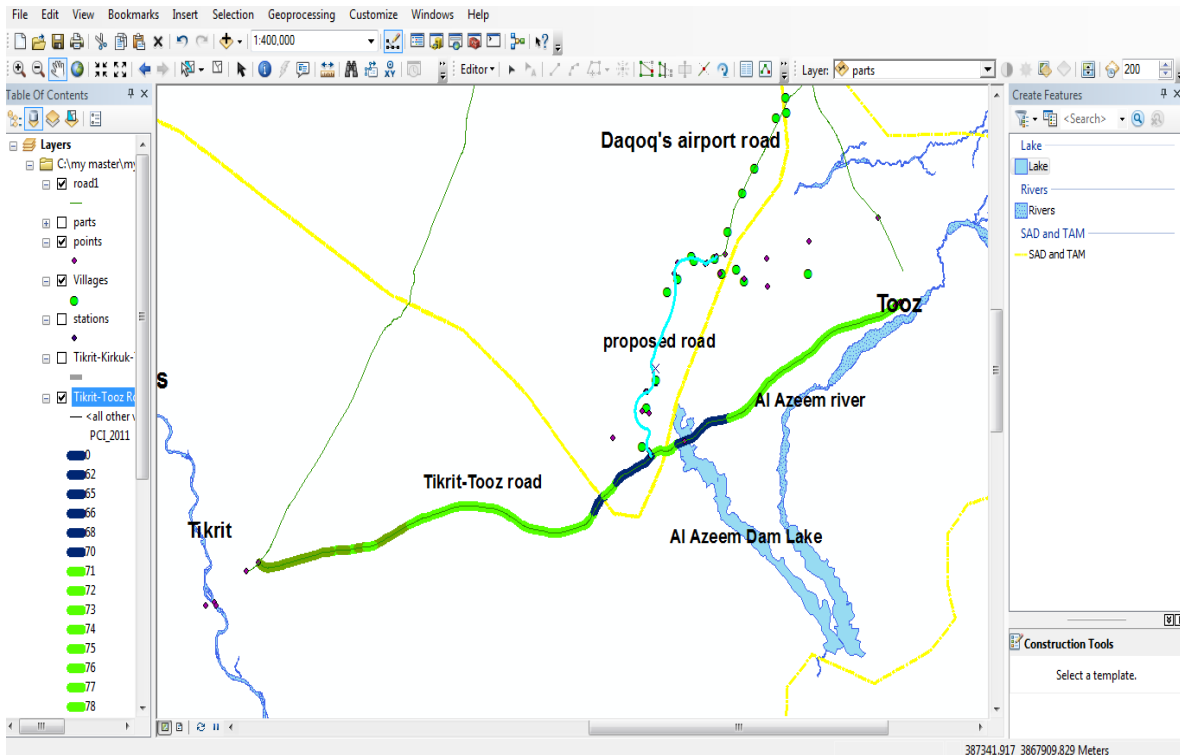 File Edit View Bookmarks Insert Selection Geoprocessing Customize Windows Help
1:400,000
Editor Layer: parts 200
Table Of Contents
Layers
C:\my master\my
road1
parts
points
Villages
stations
Tikrit-Kirkuk-
Tikrit-Tooz Ro
<all other v
PCI_2011
0
62
65
66
68
70
71
72
73
74
75
76
77
78
Daqoq's airport road
Tooz
proposed road
s
Al Azeem river
Tikrit-Tooz road
Tikrit
Al Azeem Dam Lake
Create Features
<Search>
Lake
Lake
Rivers
Rivers
SAD and TAM
SAD and TAM
Construction Tools
Select a template.
387341.917 3867909.829 Meters